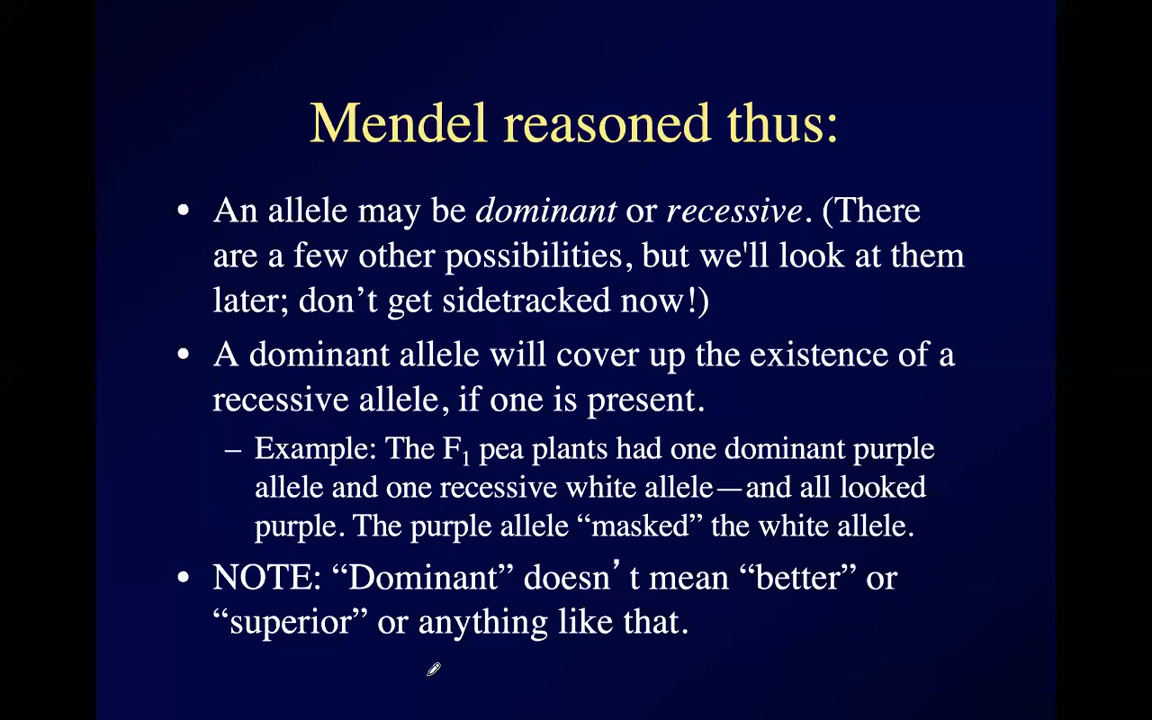 Mendel reasoned thus:
• An allele may be dominant or recessive. (There
are a few other possibilities, but we'll look at them
later; don’t get sidetracked now!)
• A dominant allele will cover up the existence of a
recessive allele, if one is present.
– Example: The F₁ pea plants had one dominant purple
allele and one recessive white allele—and all looked
purple. The purple allele “masked” the white allele.
• NOTE: “Dominant” doesn’t mean “better” or
“superior” or anything like that.